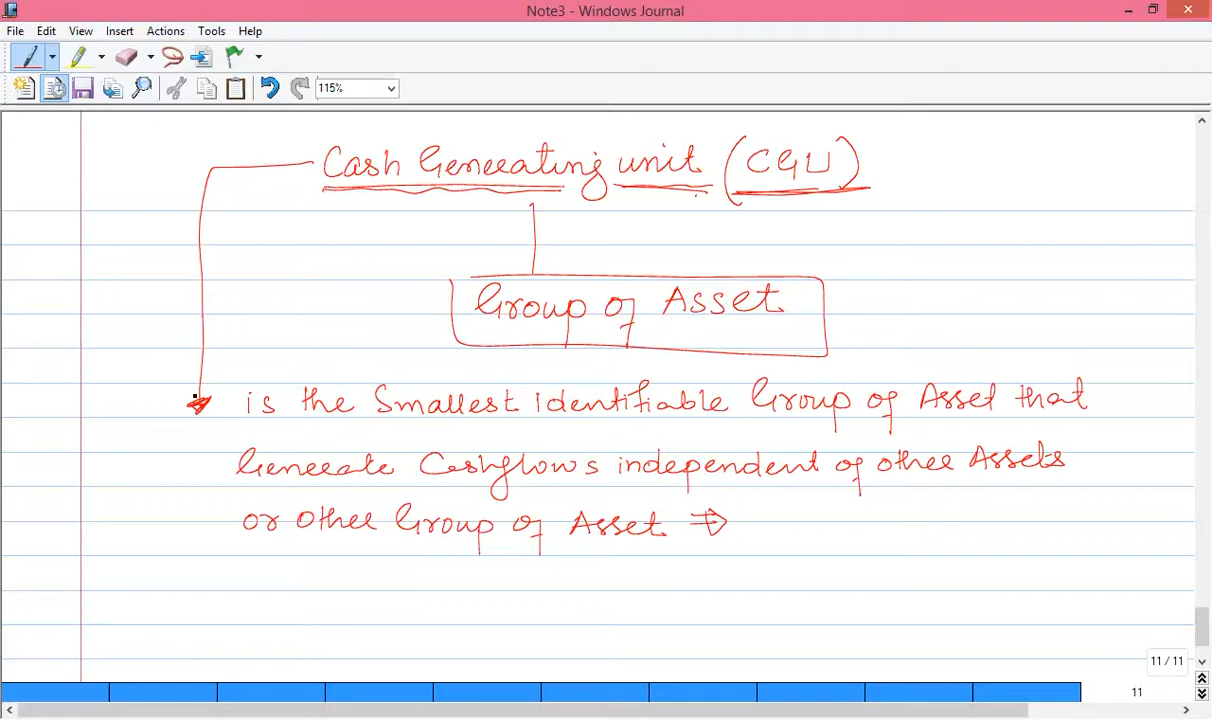 Note3 - Windows Journal
File Edit View Insert Actions Tools Help
115%
Cash Generating unit (CGU)
Group of Asset
is the Smallest Identifiable Group of Asset that
Generate Cashflows independent of other Assets
or other Group of Asset ⇒
11 / 11
11